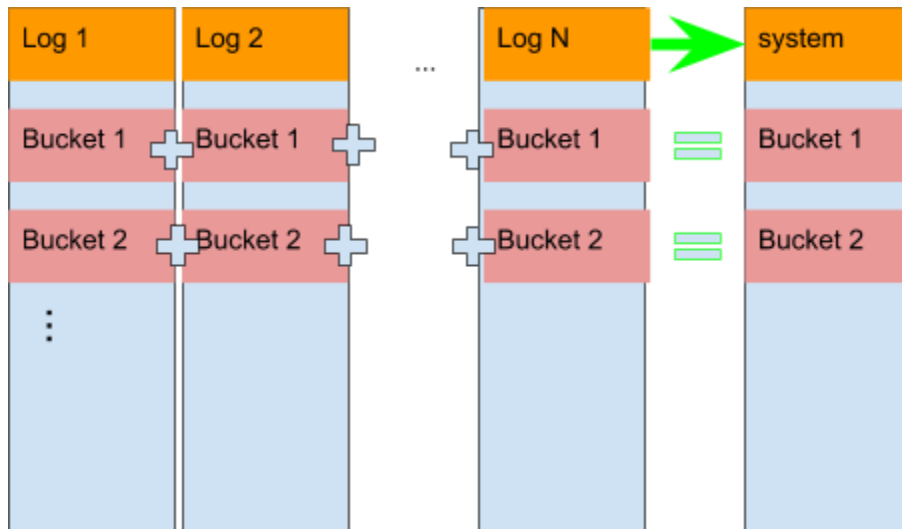 Log 1
Log 2
...
Log N
system
Bucket 1
Bucket 1
Bucket 1
Bucket 1
Bucket 2
Bucket 2
Bucket 2
Bucket 2
⋮